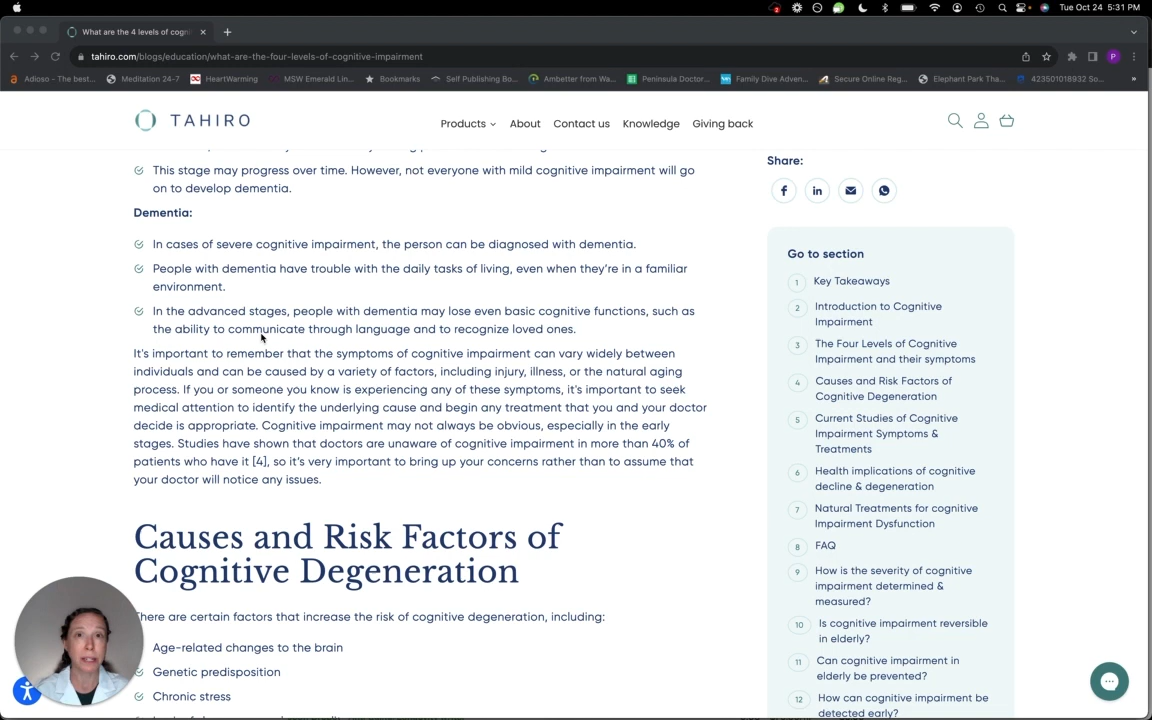 Tue Oct 24 5:31 PM
What are the 4 levels of cogni
tahiro.com/blogs/education/what-are-the-four-levels-of-cognitive-impairment
P
Adioso - The best...
Meditation 24-7
HeartWarming
MSW Emerald Lin...
Bookmarks
Self Publishing Bo...
Ambetter from Wa...
Peninsula Doctor...
Family Dive Adven...
Secure Online Reg...
Elephant Park Tha...
423501018932 So...
»
TAHIRO
Products
About
Contact us
Knowledge
Giving back
This stage may progress over time. However, not everyone with mild cognitive impairment will go
on to develop dementia.
Dementia:
In cases of severe cognitive impairment, the person can be diagnosed with dementia.
People with dementia have trouble with the daily tasks of living, even when they’re in a familiar
environment.
In the advanced stages, people with dementia may lose even basic cognitive functions, such as
the ability to communicate through language and to recognize loved ones.
It's important to remember that the symptoms of cognitive impairment can vary widely between
individuals and can be caused by a variety of factors, including injury, illness, or the natural aging
process. If you or someone you know is experiencing any of these symptoms, it's important to seek
medical attention to identify the underlying cause and begin any treatment that you and your doctor
decide is appropriate. Cognitive impairment may not always be obvious, especially in the early
stages. Studies have shown that doctors are unaware of cognitive impairment in more than 40% of
patients who have it [4], so it’s very important to bring up your concerns rather than to assume that
your doctor will notice any issues.
Causes and Risk Factors of
Cognitive Degeneration
There are certain factors that increase the risk of cognitive degeneration, including:
Age-related changes to the brain
Genetic predisposition
Chronic stress
Share:
Go to section
1 Key Takeaways
2 Introduction to Cognitive
Impairment
3 The Four Levels of Cognitive
Impairment and their symptoms
4 Causes and Risk Factors of
Cognitive Degeneration
5 Current Studies of Cognitive
Impairment Symptoms &
Treatments
6 Health implications of cognitive
decline & degeneration
7 Natural Treatments for cognitive
Impairment Dysfunction
8 FAQ
9 How is the severity of cognitive
impairment determined &
measured?
10 Is cognitive impairment reversible
in elderly?
11 Can cognitive impairment in
elderly be prevented?
12 How can cognitive impairment be
detected early?